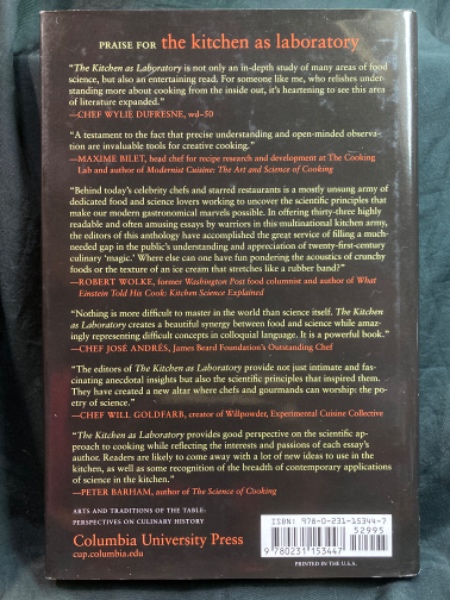 PRAISE FOR the kitchen as laboratory
"The Kitchen as Laboratory is not only an in-depth study of many areas of food
science, but also an entertaining read. For someone like me, who relishes under-
standing more about cooking from the inside out, it's heartening to see this area
of literature expanded."
—CHEF WYLIE DUFRESNE, wd~50
"A testament to the fact that precise understanding and open-minded observa-
tion are invaluable tools for creative cooking."
—MAXIME BILET, head chef for recipe research and development at The Cooking
Lab and author of Modernist Cuisine: The Art and Science of Cooking
"Behind today's celebrity chefs and starred restaurants is a mostly unsung army of
dedicated food and science lovers working to uncover the scientific principles that
make our modern gastronomical marvels possible. In offering thirty-three highly
readable and often amusing essays by warriors in this multinational kitchen army,
the editors of this anthology have accomplished the great service of filling a much-
needed gap in the public's understanding and appreciation of twenty-first-century
culinary 'magic.' Where else can one have fun pondering the acoustics of crunchy
foods or the texture of an ice cream that stretches like a rubber band?"
—ROBERT WOLKE, former Washington Post food columnist and author of What
Einstein Told His Cook: Kitchen Science Explained
"Nothing is more difficult to master in the world than science itself. The Kitchen
as Laboratory creates a beautiful synergy between food and science while amaz-
ingly representing difficult concepts in colloquial language. It is a powerful book."
—CHEF JOSÉ ANDRÉS, James Beard Foundation's Outstanding Chef
"The editors of The Kitchen as Laboratory provide not just intimate and fas-
cinating anecdotal insights but also the scientific principles that inspired them.
They have created a new altar where chefs and gourmands can worship: the po-
etry of science."
—CHEF WILL GOLDFARB, creator of Willpowder, Experimental Cuisine Collective
"The Kitchen as Laboratory provides good perspective on the scientific ap-
proach to cooking while reflecting the interests and passions of each essay's
author. Readers are likely to come away with a lot of new ideas to use in the
kitchen, as well as some recognition of the breadth of contemporary applications
of science in the kitchen."
—PETER BARHAM, author of The Science of Cooking
ARTS AND TRADITIONS OF THE TABLE:
PERSPECTIVES ON CULINARY HISTORY
Columbia University Press
cup.columbia.edu
ISBN: 978-0-231-15344-7
52995
9 780231 153447
PRINTED IN THE U.S.A.